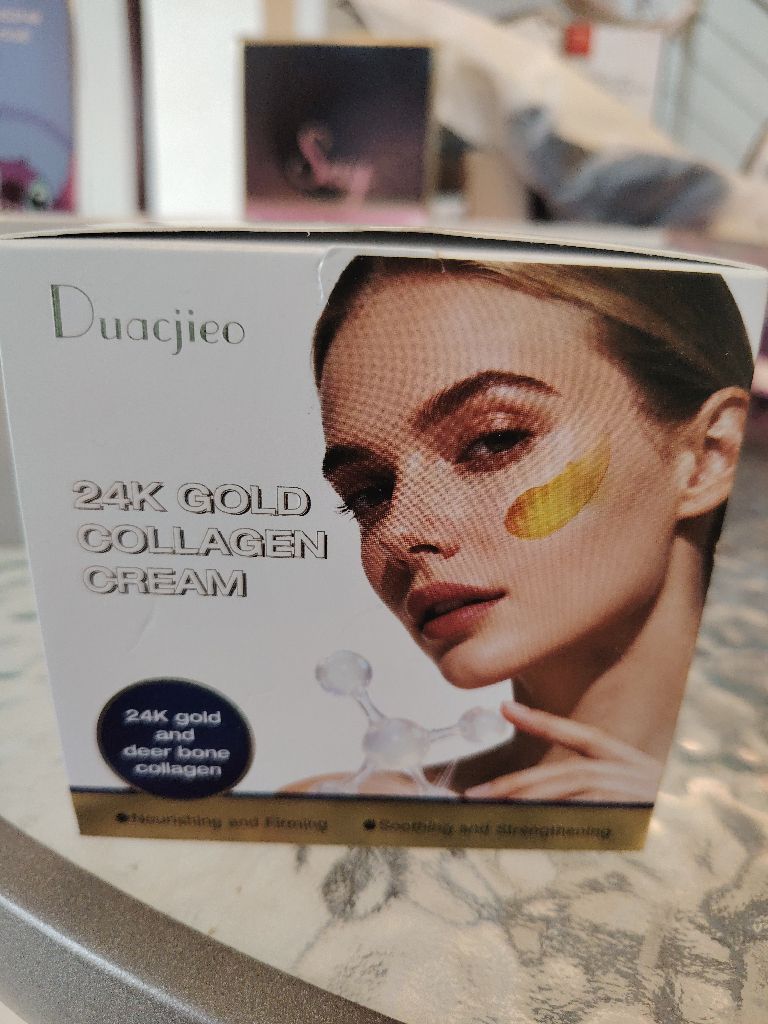 Duacjieo
24K GOLD
COLLAGEN
CREAM
24K gold
and
deer bone
collagen
●Nourishing and Firming ●Soothing and Strengthening